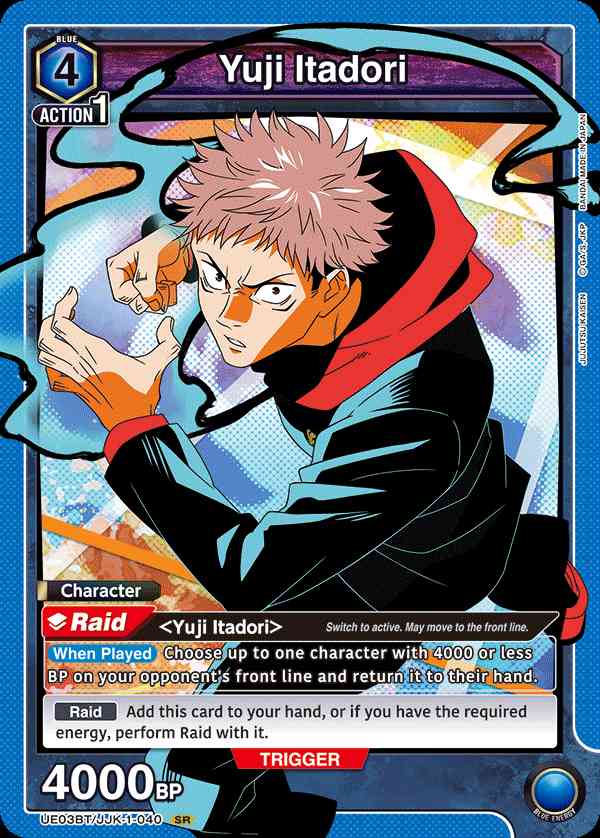 BLUE
4
ACTION 1
Yuji Itadori
BANDAI MADE IN JAPAN
© GA/S,JKP
JUJUTSU KAISEN
Character
Raid <Yuji Itadori> Switch to active. May move to the front line.
When Played Choose up to one character with 4000 or less
BP on your opponent's front line and return it to their hand.
Raid Add this card to your hand, or if you have the required
energy, perform Raid with it.
TRIGGER
4000 BP
UE03BT/JJK-1-040 SR
BLUE ENERGY